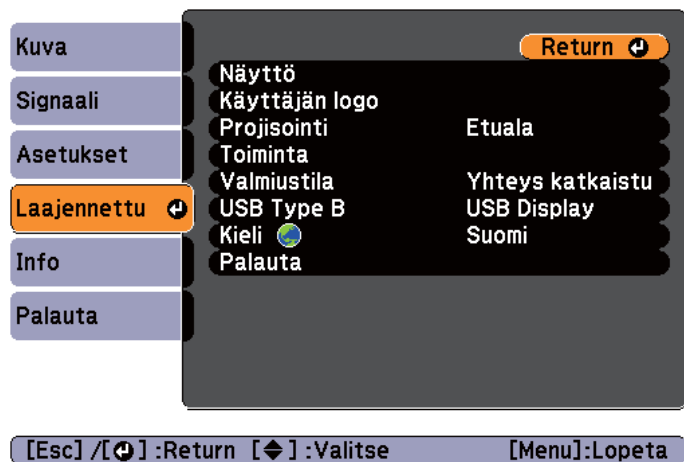 Kuva
Signaali
Asetukset
Laajennettu
Info
Palauta
Return
Näyttö
Käyttäjän logo
Projisointi Etuala
Toiminta
Valmiustila Yhteys katkaistu
USB Type B USB Display
Kieli Suomi
Palauta
[Esc] /[ ] :Return [ ] :Valitse [Menu]:Lopeta